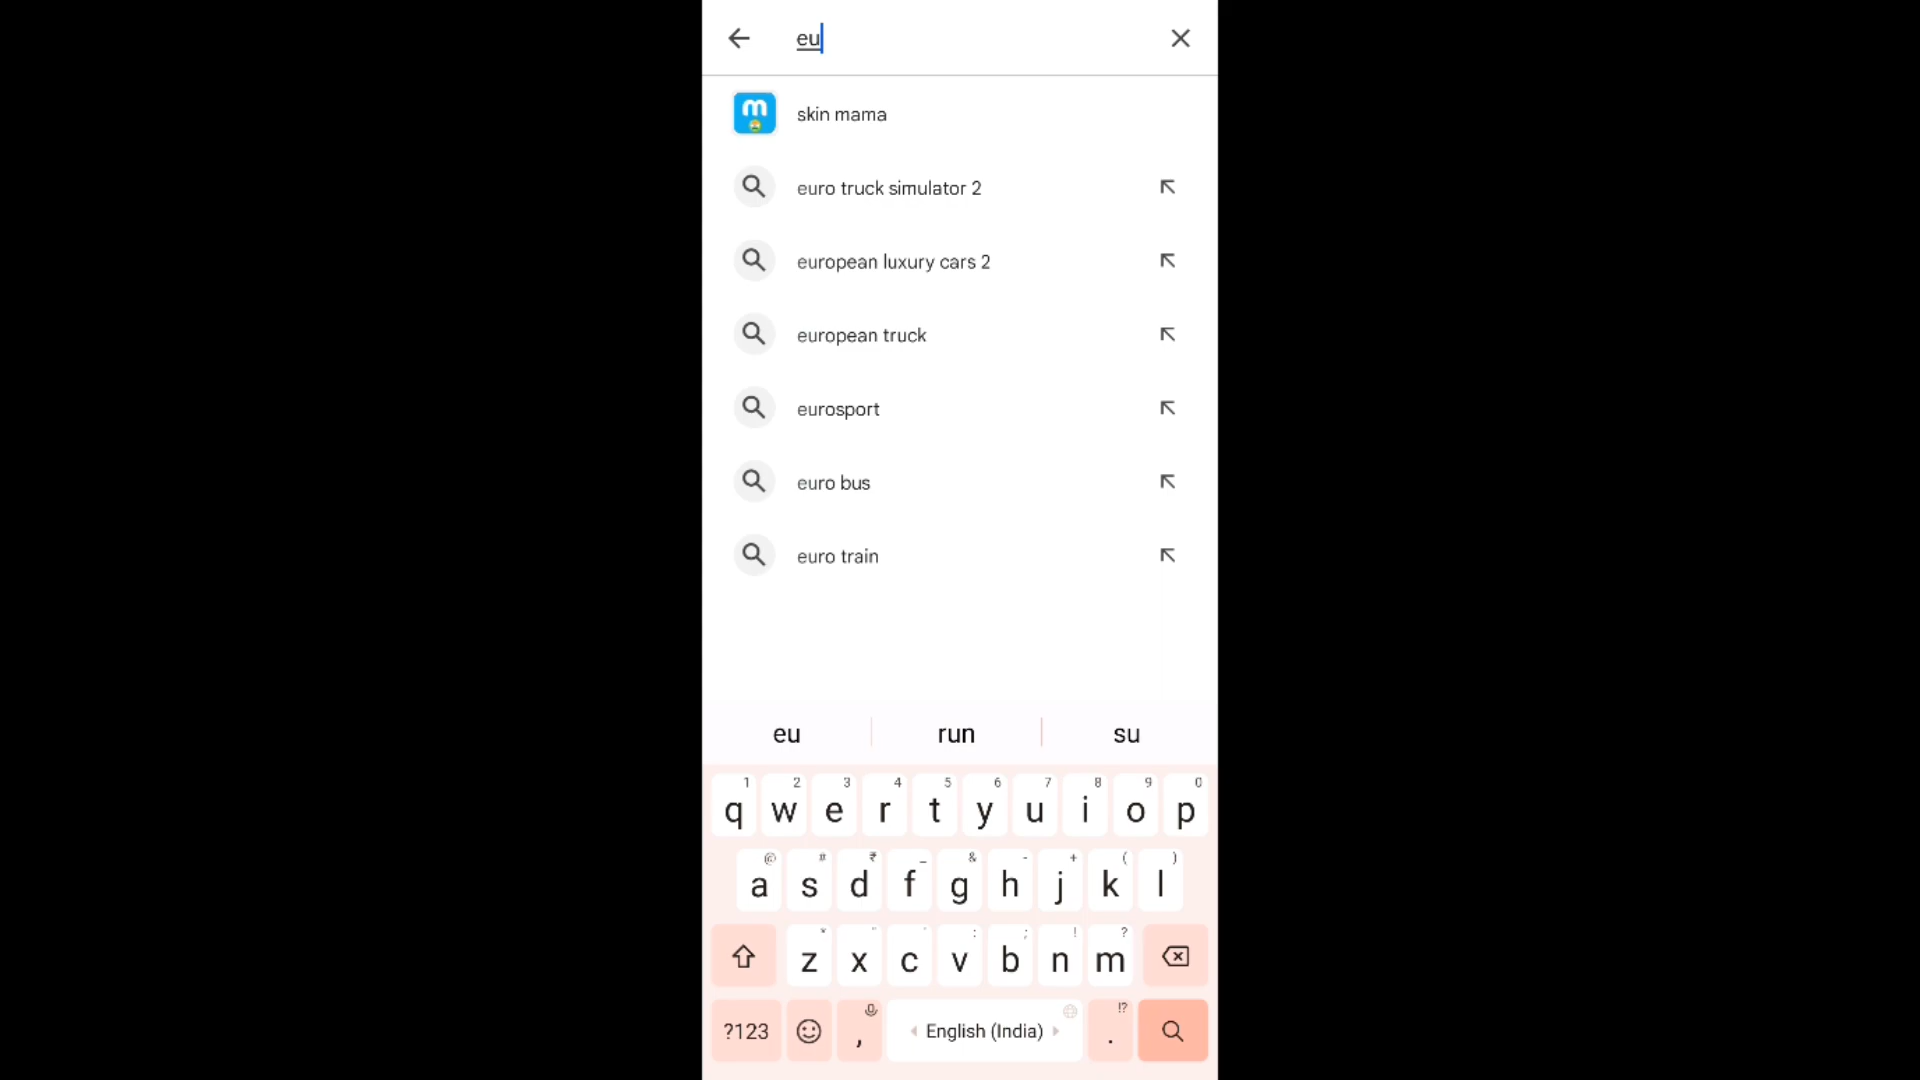 eu
m
skin mama
euro truck simulator 2
european luxury cars 2
european truck
eurosport
euro bus
euro train
eu run su
1 2 3 4 5 6 7 8 9 0
q w e r t y u i o p
@ # ₹ _ & - + ( )
a s d f g h j k l
* " ' : ; ! ?
z x c v b n m
!?
?123 , English (India) .